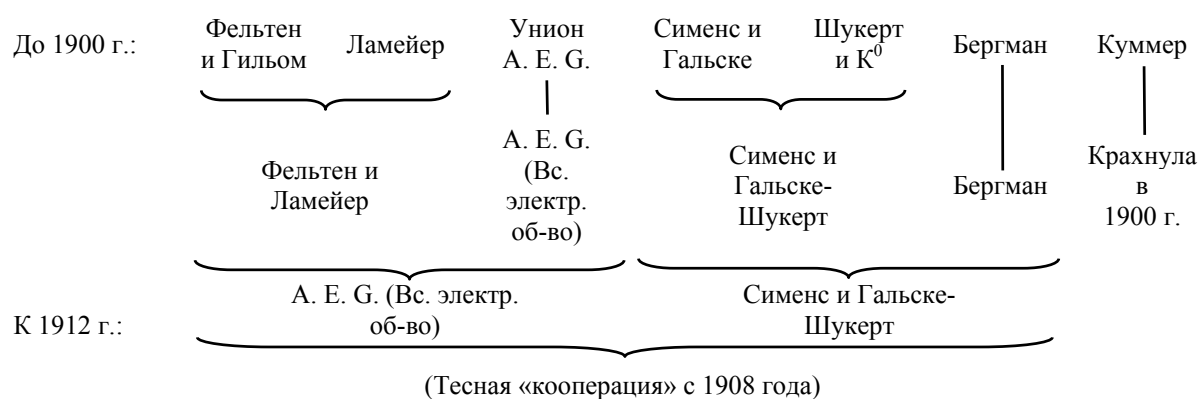 До 1900 г.:
Фельтен
и Гильом
Ламейер
Унион
A. E. G.
Сименс и
Гальске
Шукерт
и К⁰
Бергман
Куммер
Фельтен и
Ламейер
A. E. G.
(Вс.
электр.
об-во)
Сименс и
Гальске-
Шукерт
Бергман
Крахнула
в
1900 г.
К 1912 г.:
A. E. G. (Вс. электр.
об-во)
Сименс и Гальске-
Шукерт
(Тесная «кооперация» с 1908 года)